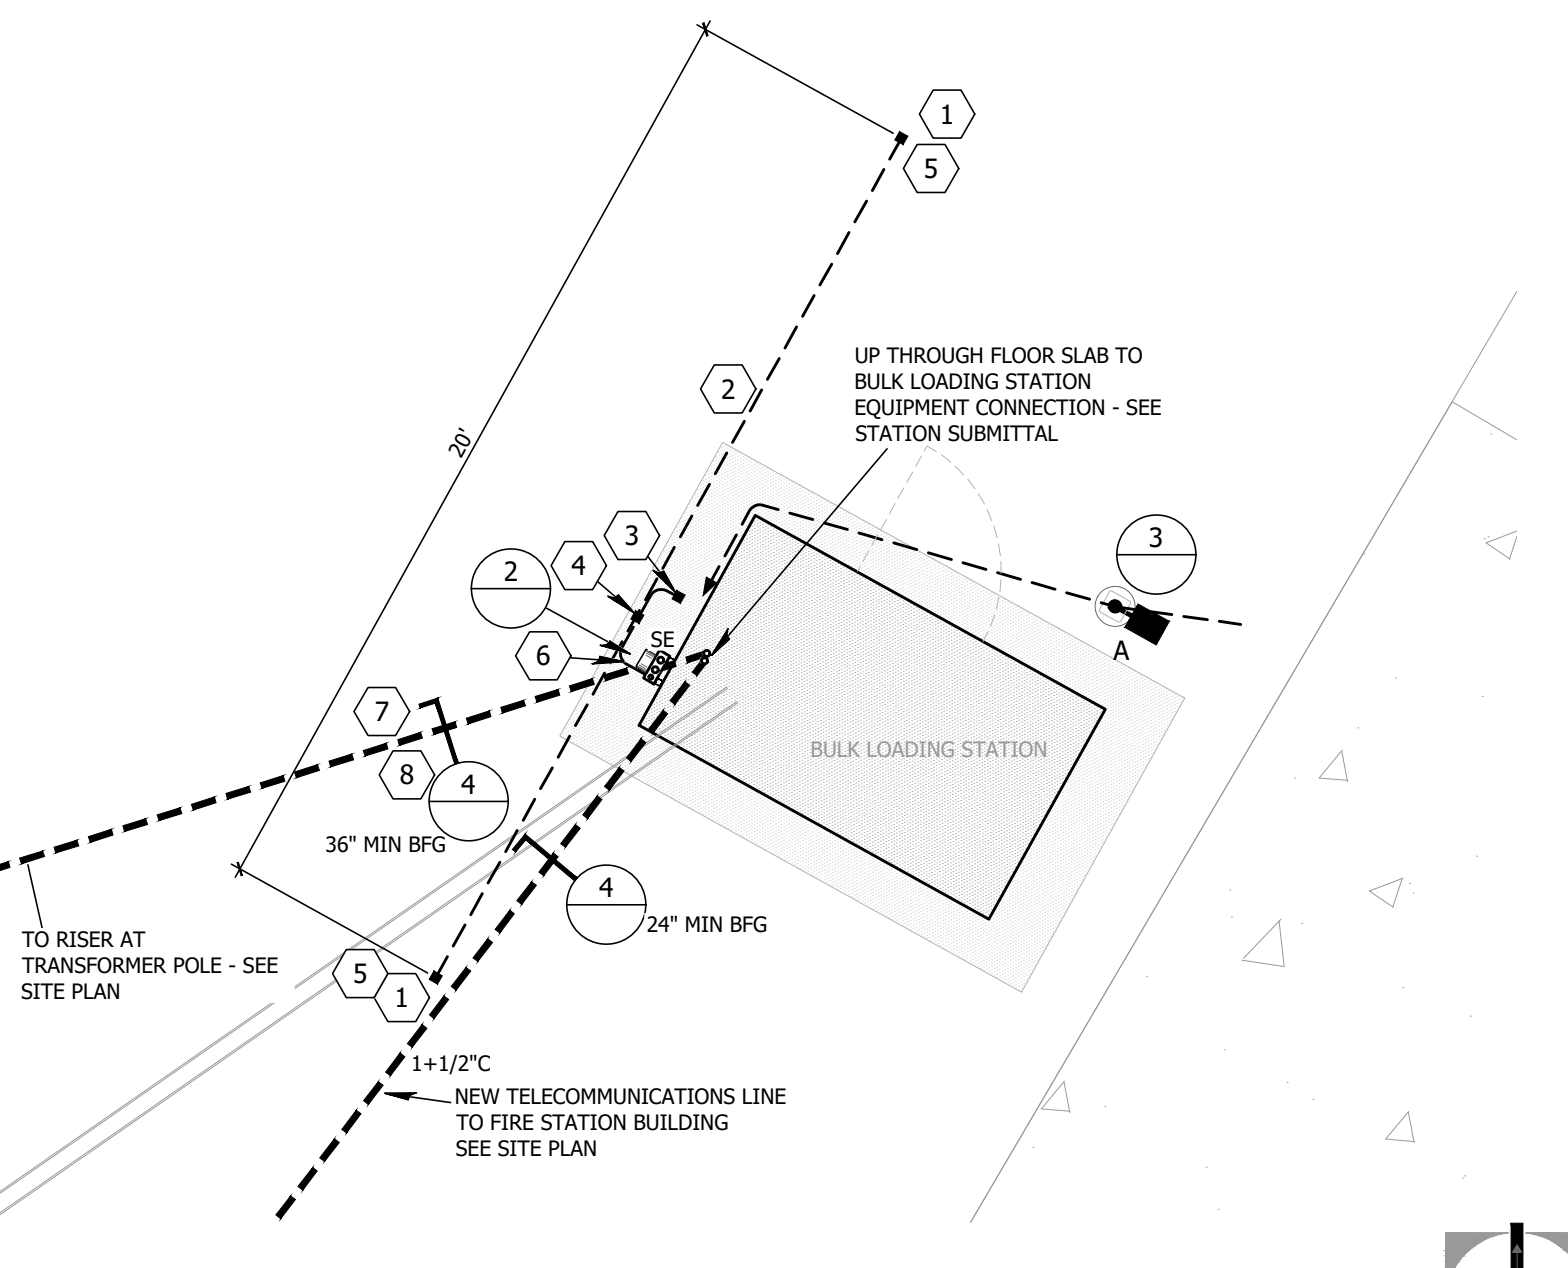 1
5
2
20'
UP THROUGH FLOOR SLAB TO
BULK LOADING STATION
EQUIPMENT CONNECTION - SEE
STATION SUBMITTAL
3
4
2
6
SE
3
A
7
8
4
36" MIN BFG
BULK LOADING STATION
4
24" MIN BFG
TO RISER AT
TRANSFORMER POLE - SEE
SITE PLAN
5
1
1+1/2"C
NEW TELECOMMUNICATIONS LINE
TO FIRE STATION BUILDING
SEE SITE PLAN